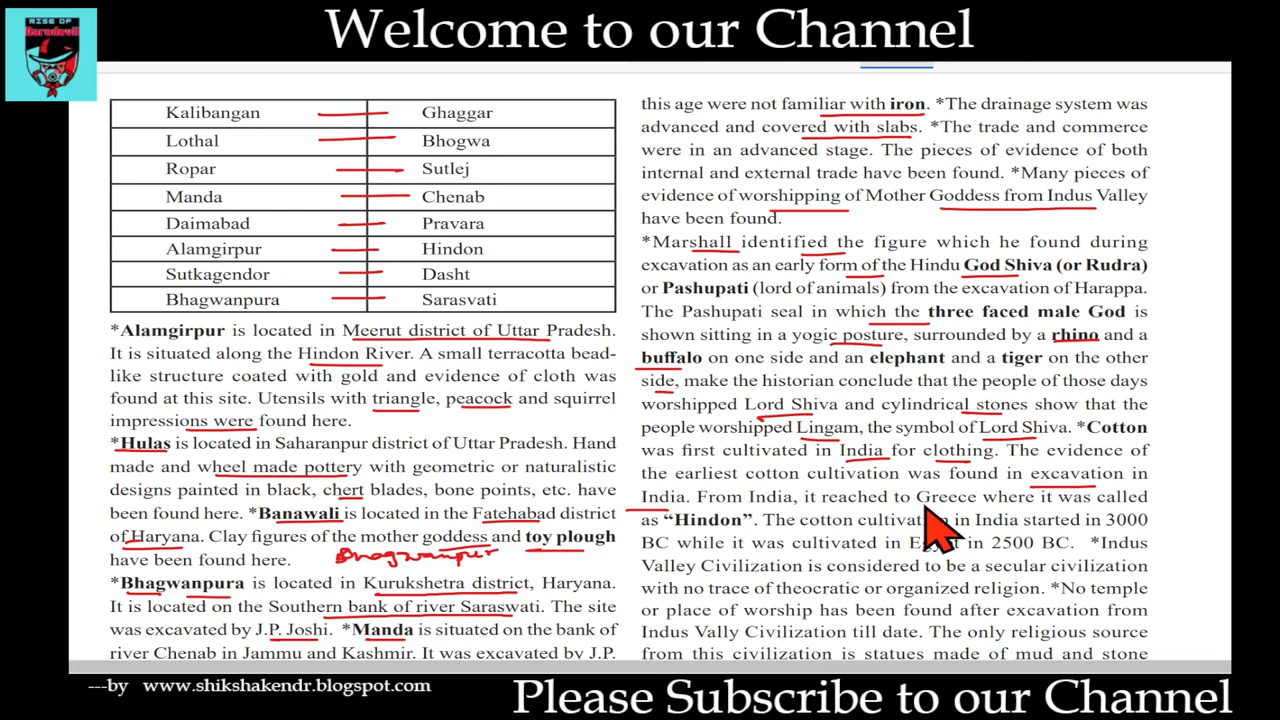 RISE OF
Daredevil
Welcome to our Channel
Kalibangan Ghaggar
Lothal Bhogwa
Ropar Sutlej
Manda Chenab
Daimabad Pravara
Alamgirpur Hindon
Sutkagendor Dasht
Bhagwanpura Sarasvati
*Alamgirpur is located in Meerut district of Uttar Pradesh.
It is situated along the Hindon River. A small terracotta bead-
like structure coated with gold and evidence of cloth was
found at this site. Utensils with triangle, peacock and squirrel
impressions were found here.
*Hulas is located in Saharanpur district of Uttar Pradesh. Hand
made and wheel made pottery with geometric or naturalistic
designs painted in black, chert blades, bone points, etc. have
been found here. *Banawali is located in the Fatehabad district
of Haryana. Clay figures of the mother goddess and toy plough
have been found here. Bhagwanpur
*Bhagwanpura is located in Kurukshetra district, Haryana.
It is located on the Southern bank of river Saraswati. The site
was excavated by J.P. Joshi. *Manda is situated on the bank of
river Chenab in Jammu and Kashmir. It was excavated by J.P.
this age were not familiar with iron. *The drainage system was
advanced and covered with slabs. *The trade and commerce
were in an advanced stage. The pieces of evidence of both
internal and external trade have been found. *Many pieces of
evidence of worshipping of Mother Goddess from Indus Valley
have been found.
*Marshall identified the figure which he found during
excavation as an early form of the Hindu God Shiva (or Rudra)
or Pashupati (lord of animals) from the excavation of Harappa.
The Pashupati seal in which the three faced male God is
shown sitting in a yogic posture, surrounded by a rhino and a
buffalo on one side and an elephant and a tiger on the other
side, make the historian conclude that the people of those days
worshipped Lord Shiva and cylindrical stones show that the
people worshipped Lingam, the symbol of Lord Shiva. *Cotton
was first cultivated in India for clothing. The evidence of
the earliest cotton cultivation was found in excavation in
India. From India, it reached to Greece where it was called
as “Hindon”. The cotton cultivation in India started in 3000
BC while it was cultivated in Egypt in 2500 BC. *Indus
Valley Civilization is considered to be a secular civilization
with no trace of theocratic or organized religion. *No temple
or place of worship has been found after excavation from
Indus Vally Civilization till date. The only religious source
from this civilization is statues made of mud and stone
---by www.shikshakendr.blogspot.com
Please Subscribe to our Channel